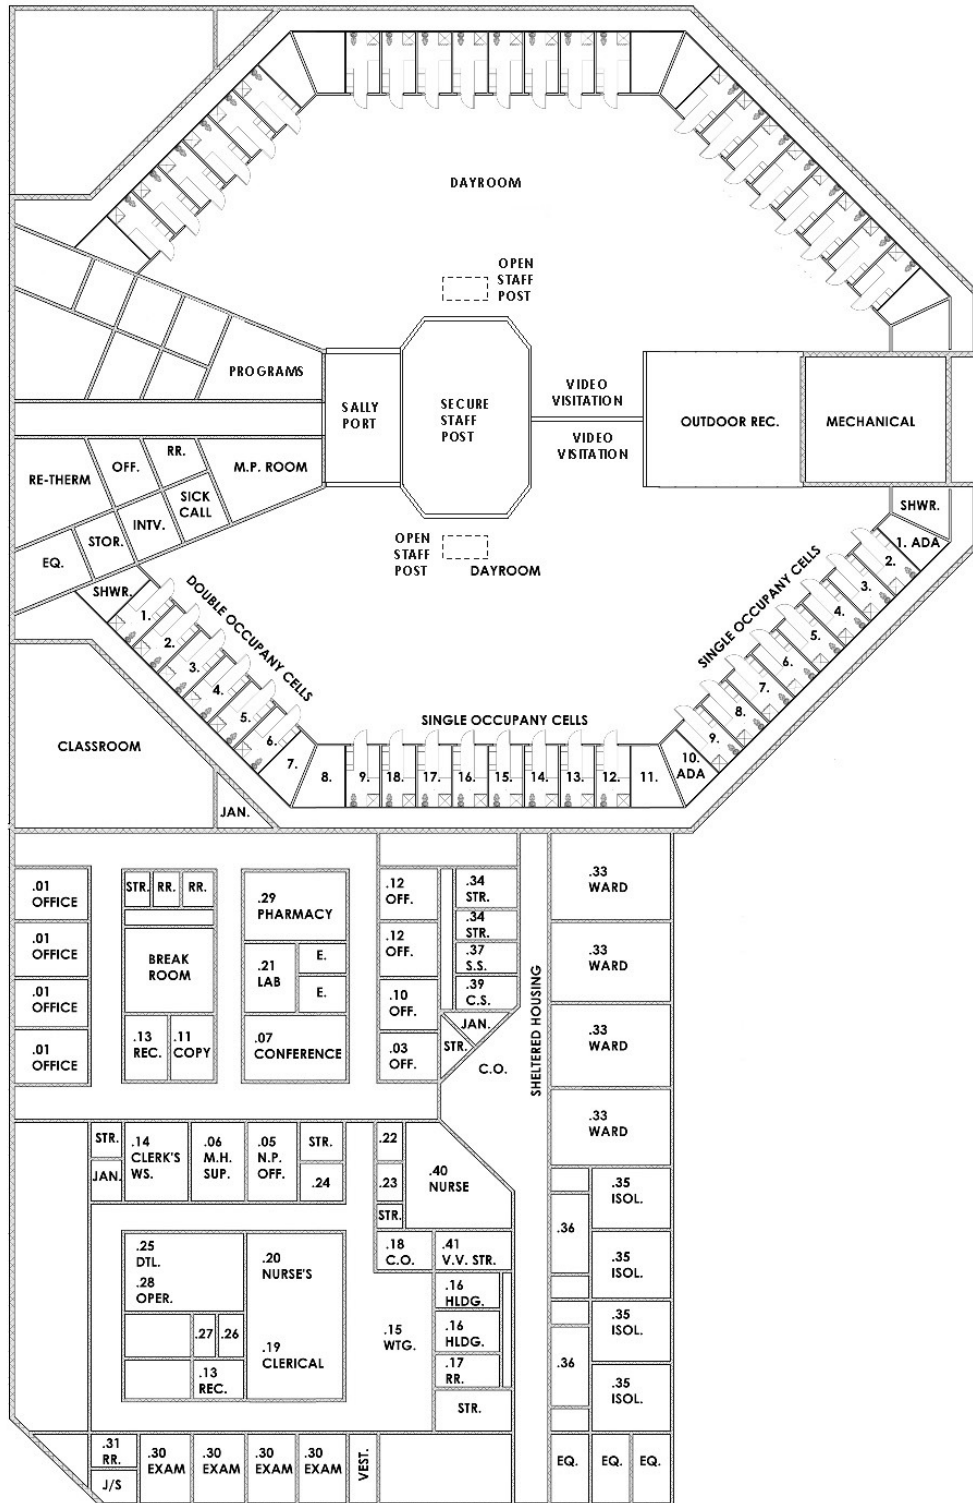 DAYROOM
OPEN
STAFF
POST
PROGRAMS
SALLY
PORT
SECURE
STAFF
POST
VIDEO
VISITATION
VIDEO
VISITATION
OUTDOOR REC.
MECHANICAL
RE-THERM
OFF.
RR.
M.P. ROOM
SICK
CALL
INTV.
STOR.
EQ.
SHWR.
OPEN
STAFF
POST
DAYROOM
SHWR.
1. ADA
2.
3.
4.
5.
6.
7.
8.
9.
10.
ADA
SINGLE OCCUPANY CELLS
DOUBLE OCCUPANY CELLS
1.
2.
3.
4.
5.
6.
7.
SINGLE OCCUPANY CELLS
8.
9.
18.
17.
16.
15.
14.
13.
12.
11.
CLASSROOM
JAN.
.01
OFFICE
.01
OFFICE
.01
OFFICE
.01
OFFICE
STR.
RR.
RR.
BREAK
ROOM
.13
REC.
.11
COPY
.29
PHARMACY
.21
LAB
E.
E.
.07
CONFERENCE
.12
OFF.
.12
OFF.
.10
OFF.
.03
OFF.
.34
STR.
.34
STR.
.37
S.S.
.39
C.S.
JAN.
STR.
C.O.
SHELTERED HOUSING
.33
WARD
.33
WARD
.33
WARD
.33
WARD
STR.
JAN.
.14
CLERK'S
WS.
.06
M.H.
SUP.
.05
N.P.
OFF.
STR.
.24
.22
.23
STR.
.40
NURSE
.18
C.O.
.41
V.V. STR.
.35
ISOL.
.36
.35
ISOL.
.35
ISOL.
.36
.35
ISOL.
.25
DTL.
.28
OPER.
.20
NURSE'S
.27
.26
.19
CLERICAL
.13
REC.
.15
WTG.
.16
HLDG.
.16
HLDG.
.17
RR.
STR.
.31
RR.
J/S
.30
EXAM
.30
EXAM
.30
EXAM
.30
EXAM
VEST.
EQ.
EQ.
EQ.